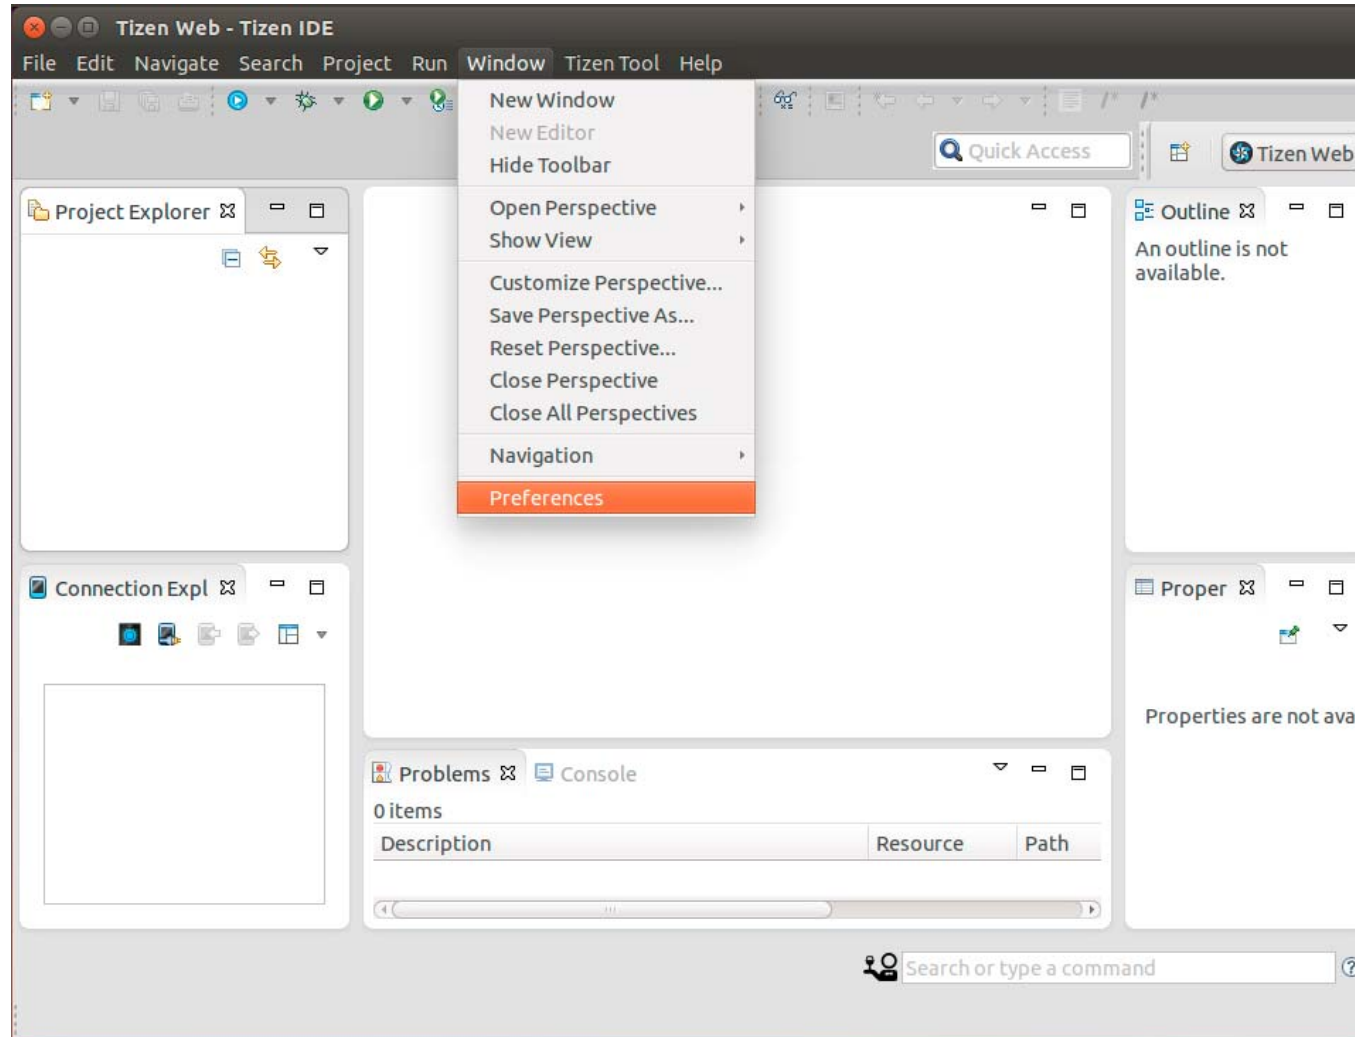 Tizen Web - Tizen IDE
File Edit Navigate Search Project Run Window Tizen Tool Help
New Window
New Editor
Hide Toolbar
Quick Access
Tizen Web
Project Explorer
Open Perspective
Show View
Customize Perspective...
Save Perspective As...
Reset Perspective...
Close Perspective
Close All Perspectives
Navigation
Preferences
Outline
An outline is not
available.
Connection Expl
Proper
Properties are not ava
Problems Console
0 items
Description Resource Path
Search or type a command